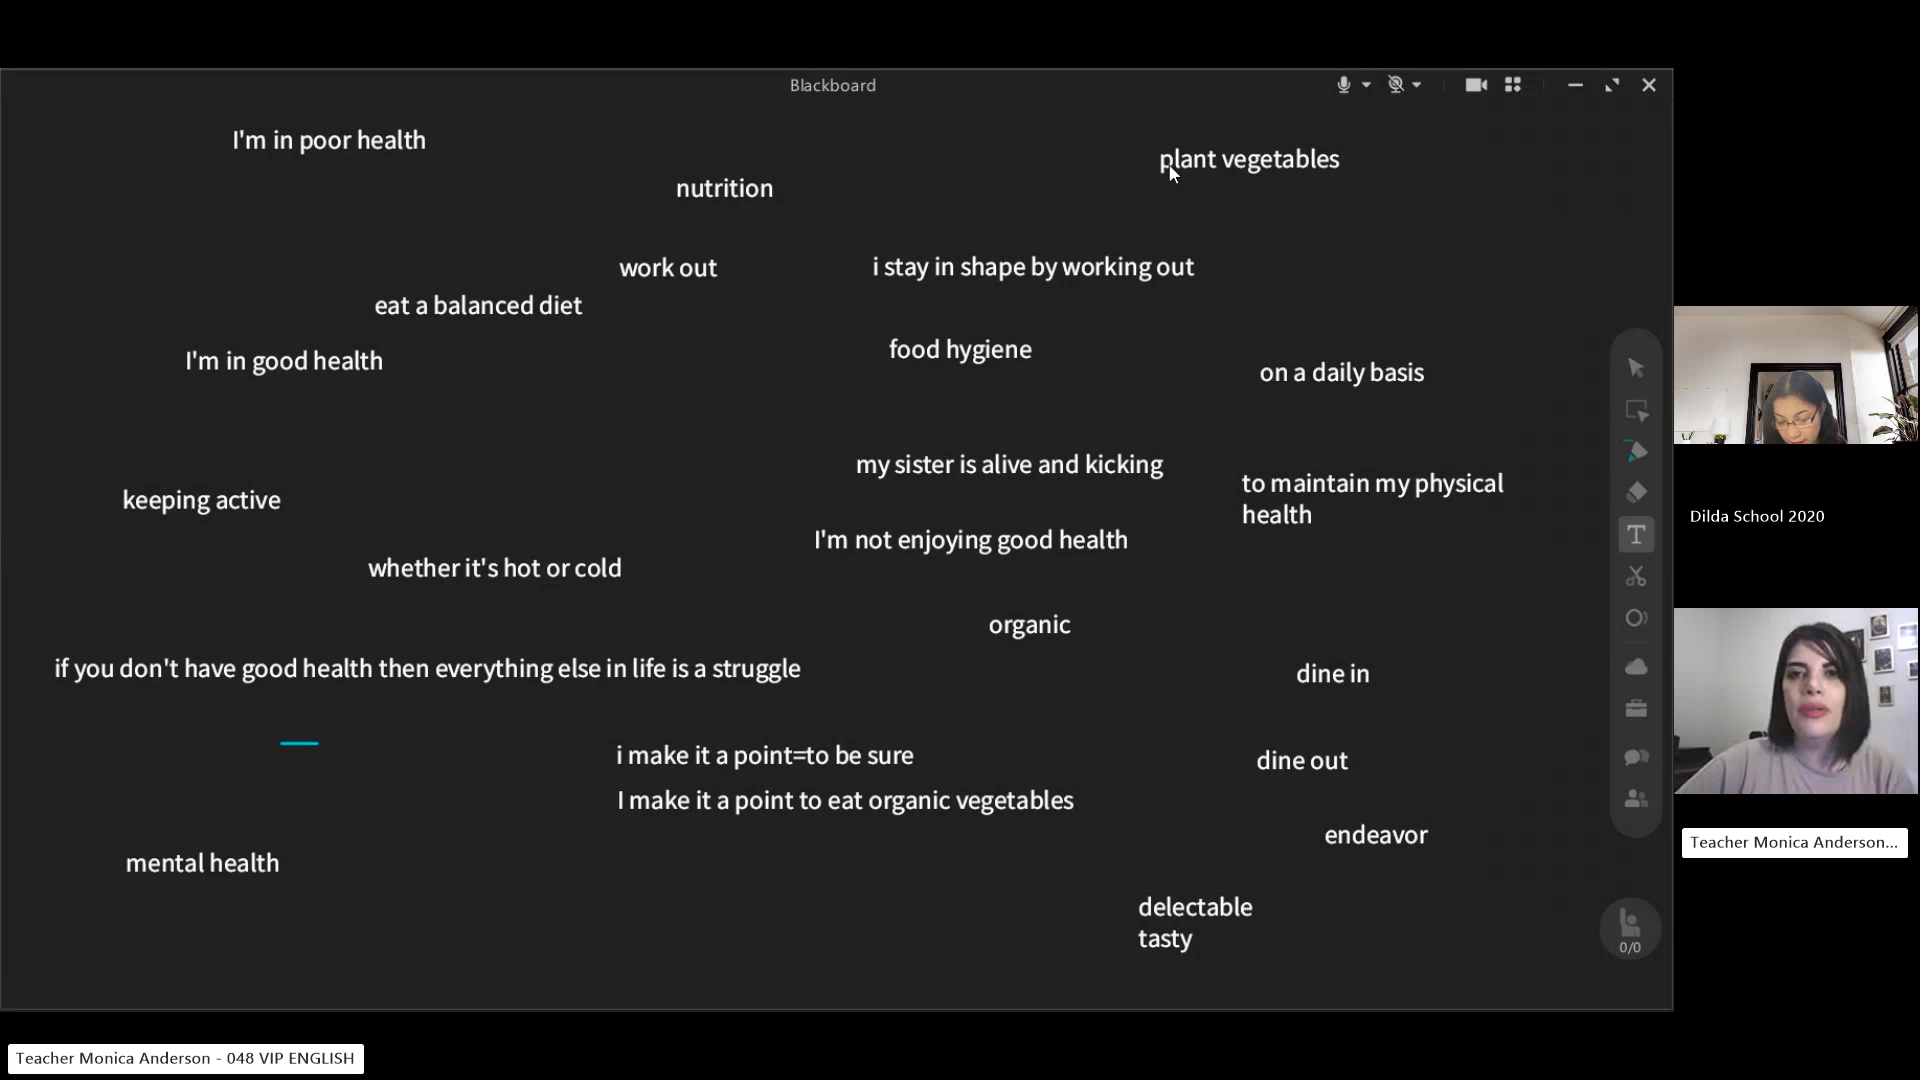 Blackboard
I'm in poor health
plant vegetables
nutrition
work out
i stay in shape by working out
eat a balanced diet
food hygiene
I'm in good health
on a daily basis
my sister is alive and kicking
to maintain my physical
health
keeping active
Dilda School 2020
I'm not enjoying good health
whether it's hot or cold
organic
if you don't have good health then everything else in life is a struggle
dine in
i make it a point=to be sure
dine out
I make it a point to eat organic vegetables
endeavor
Teacher Monica Anderson...
mental health
delectable
tasty
0/0
Teacher Monica Anderson - 048 VIP ENGLISH